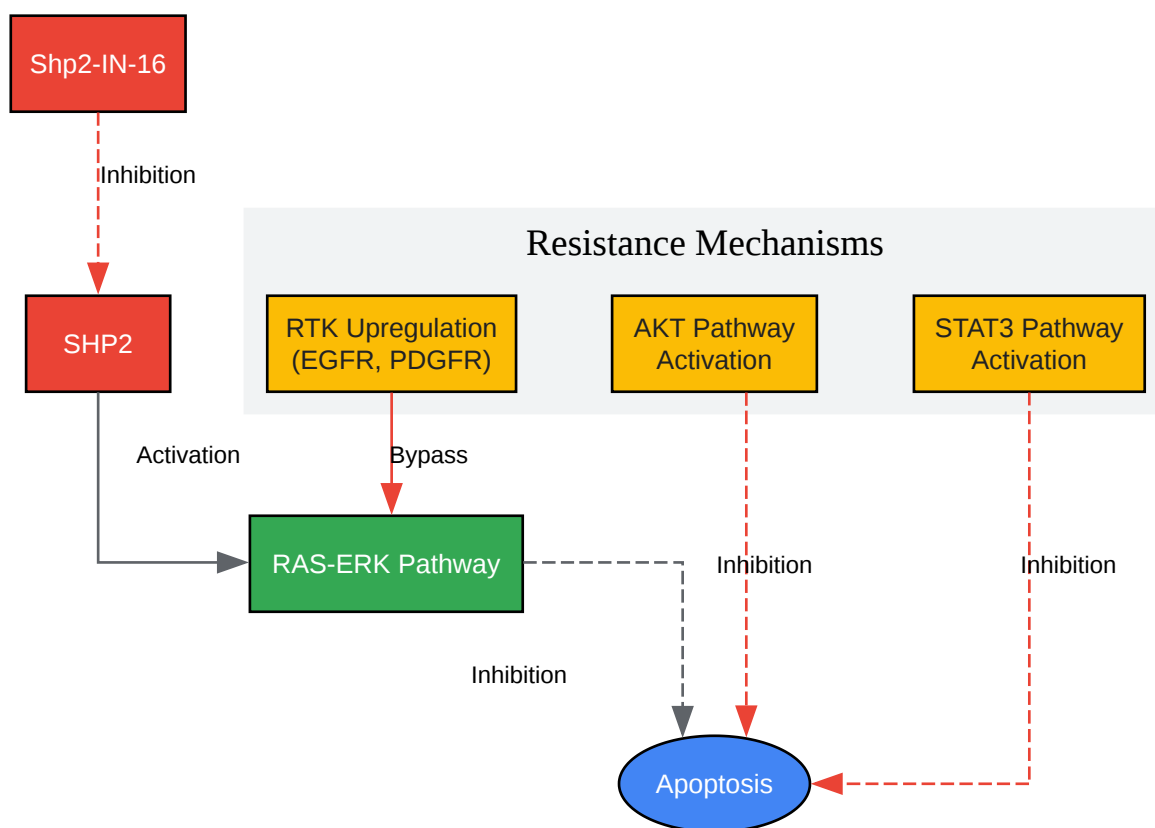 Shp2-IN-16
Inhibition
Resistance Mechanisms
SHP2
RTK Upregulation
(EGFR, PDGFR)
AKT Pathway
Activation
STAT3 Pathway
Activation
Activation
Bypass
RAS-ERK Pathway
Inhibition
Inhibition
Inhibition
Apoptosis